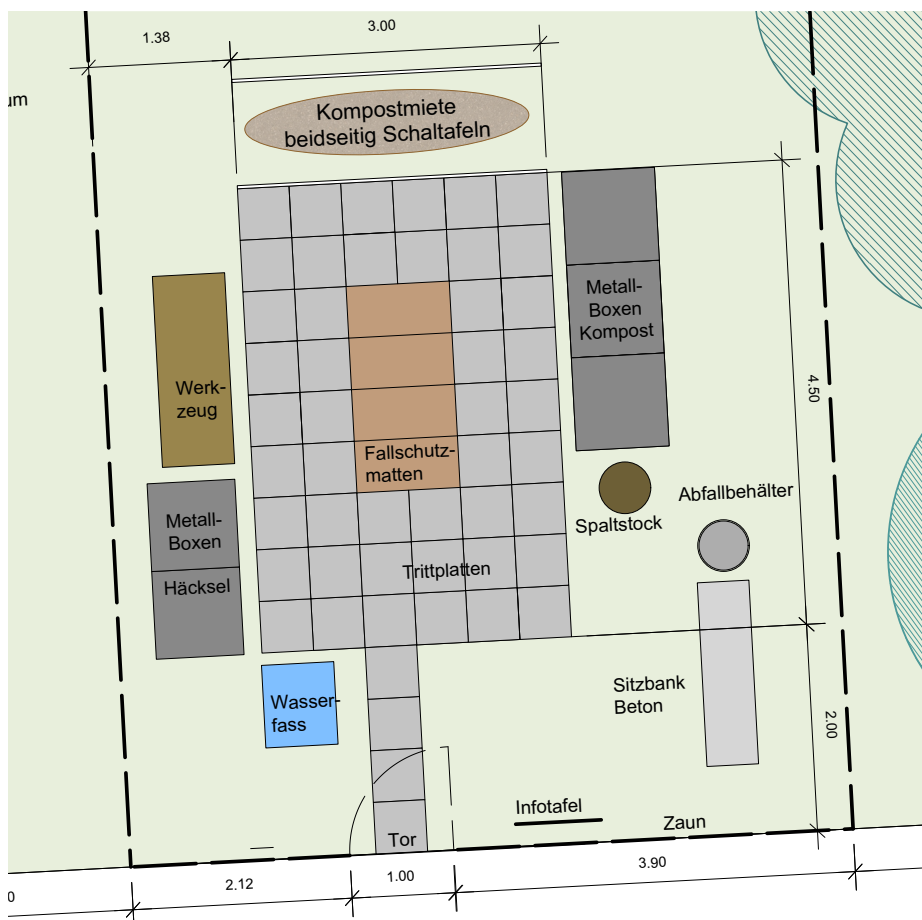 3.00
1.38
um
Kompostmiete
beidseitig Schaltafeln
Metall-
Boxen
Kompost
Werk-
zeug
4.50
Fallschutz-
matten
Abfallbehälter
Spaltstock
Metall-
Boxen
Häcksel
Trittplatten
Wasser-
fass
Sitzbank
Beton
2.00
Infotafel
Zaun
Tor
0
2.12
1.00
3.90